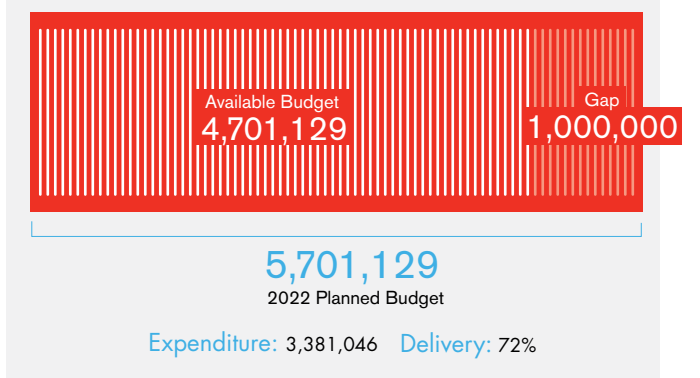 Available Budget
4,701,129
Gap
1,000,000
5,701,129
2022 Planned Budget
Expenditure: 3,381,046 Delivery: 72%